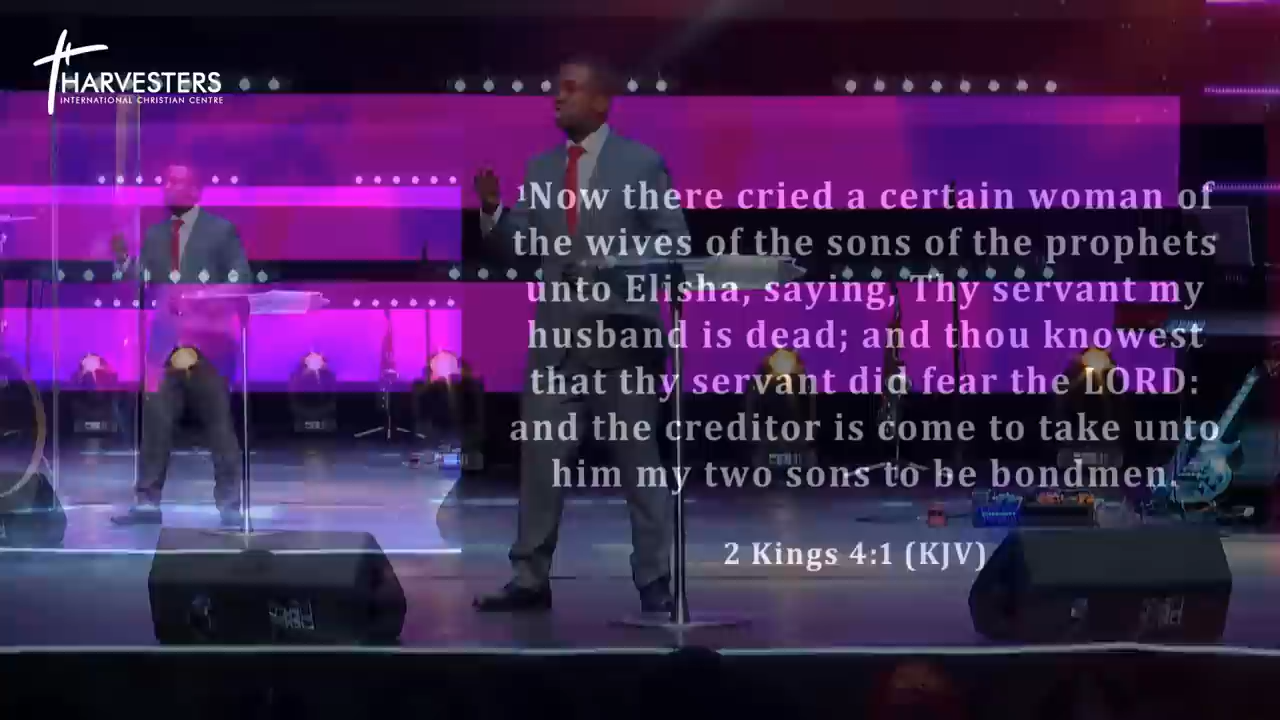 HARVESTERS
INTERNATIONAL CHRISTIAN CENTRE
¹Now there cried a certain woman of
the wives of the sons of the prophets
unto Elisha, saying, Thy servant my
husband is dead; and thou knowest
that thy servant did fear the LORD:
and the creditor is come to take unto
him my two sons to be bondmen.
2 Kings 4:1 (KJV)